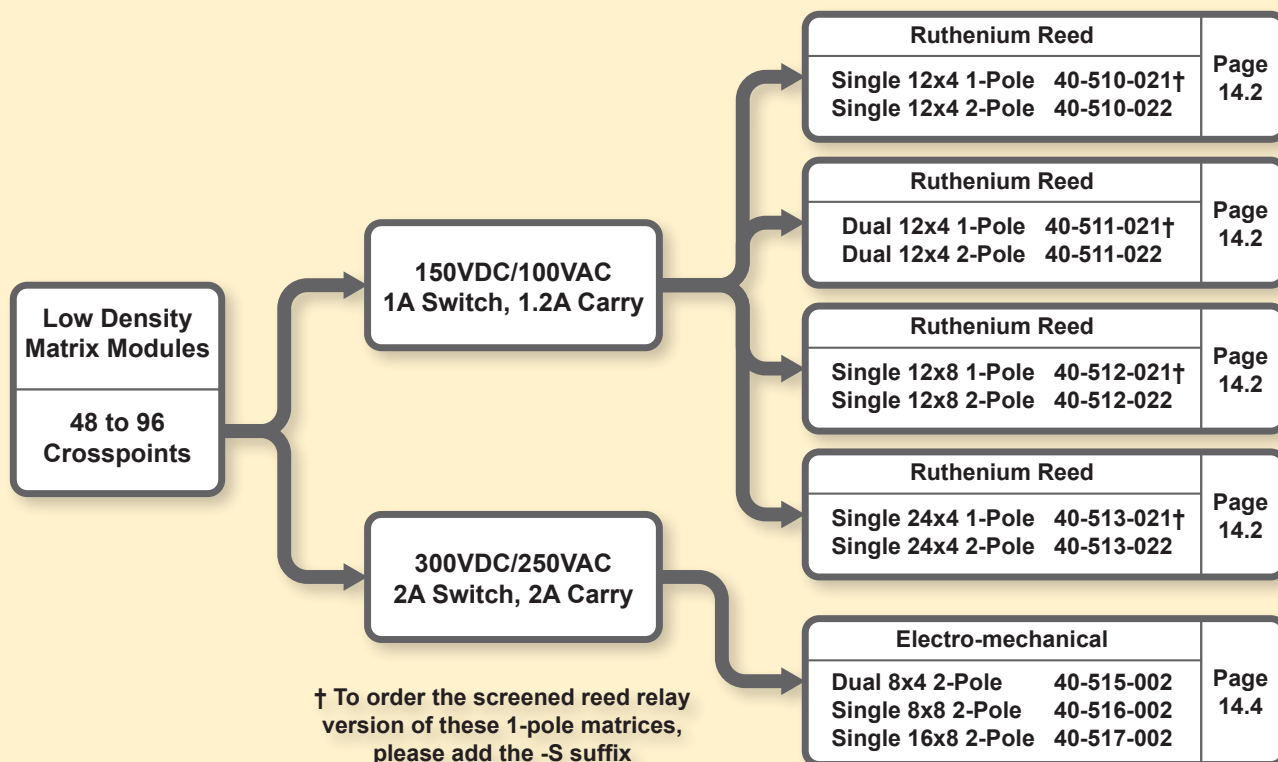 Low Density
Matrix Modules
48 to 96
Crosspoints
150VDC/100VAC
1A Switch, 1.2A Carry
300VDC/250VAC
2A Switch, 2A Carry
Ruthenium Reed
Single 12x4 1-Pole 40-510-021†
Single 12x4 2-Pole 40-510-022
Page
14.2
Ruthenium Reed
Dual 12x4 1-Pole 40-511-021†
Dual 12x4 2-Pole 40-511-022
Page
14.2
Ruthenium Reed
Single 12x8 1-Pole 40-512-021†
Single 12x8 2-Pole 40-512-022
Page
14.2
Ruthenium Reed
Single 24x4 1-Pole 40-513-021†
Single 24x4 2-Pole 40-513-022
Page
14.2
Electro-mechanical
Dual 8x4 2-Pole 40-515-002
Single 8x8 2-Pole 40-516-002
Single 16x8 2-Pole 40-517-002
Page
14.4
† To order the screened reed relay
version of these 1-pole matrices,
please add the -S suffix